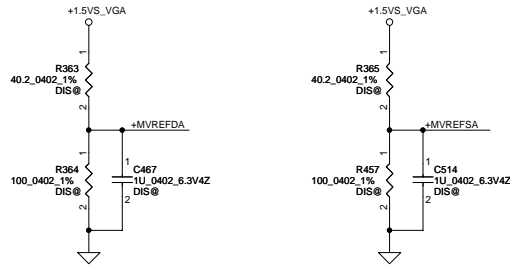 +1.5VS_VGA
1
R363
40.2_0402_1%
DIS@
2
+MVREFDA
1
R364
100_0402_1%
DIS@
2
1
C467
1U_0402_6.3V4Z
DIS@
2
+1.5VS_VGA
1
R365
40.2_0402_1%
DIS@
2
+MVREFSA
1
R457
100_0402_1%
DIS@
2
1
C514
1U_0402_6.3V4Z
DIS@
2